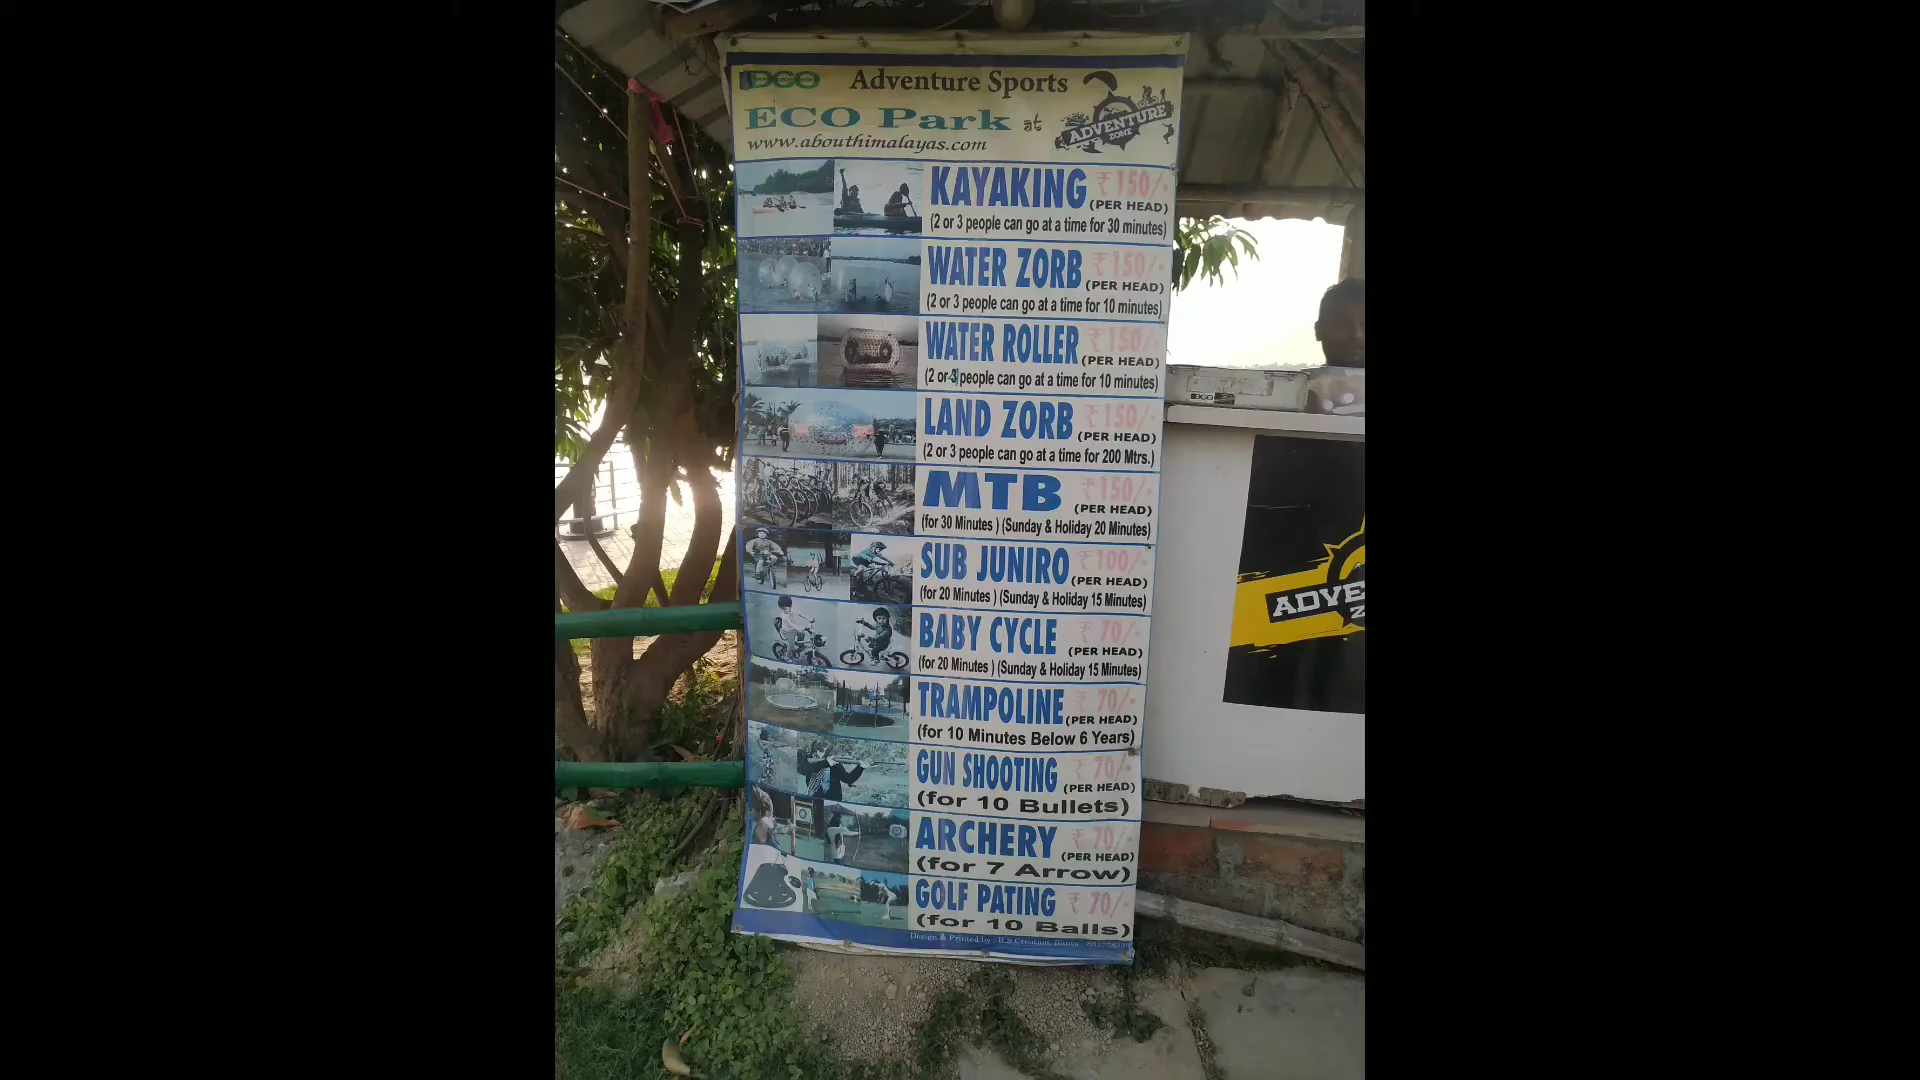 IDCO Adventure Sports
ECO Park at
www.abouthimalayas.com
ADVENTURE
ZONE
KAYAKING ₹150/-
(PER HEAD)
(2 or 3 people can go at a time for 30 minutes)
WATER ZORB ₹150/-
(PER HEAD)
(2 or 3 people can go at a time for 10 minutes)
WATER ROLLER ₹150/-
(PER HEAD)
(2 or people can go at a time for 10 minutes)
LAND ZORB ₹150/-
(PER HEAD)
(2 or 3 people can go at a time for 200 Mtrs.)
MTB ₹150/-
(PER HEAD)
(for 30 Minutes ) (Sunday & Holiday 20 Minutes)
SUB JUNIRO ₹100/-
(PER HEAD)
(for 20 Minutes ) (Sunday & Holiday 15 Minutes)
BABY CYCLE ₹70/-
(PER HEAD)
(for 20 Minutes ) (Sunday & Holiday 15 Minutes)
TRAMPOLINE ₹70/-
(PER HEAD)
(for 10 Minutes Below 6 Years)
GUN SHOOTING ₹70/-
(PER HEAD)
(for 10 Bullets)
ARCHERY ₹70/-
(PER HEAD)
(for 7 Arrow)
GOLF PATING ₹70/-
(for 10 Balls)
Design & Printed by : R.S.Creation,
ADVE
Z